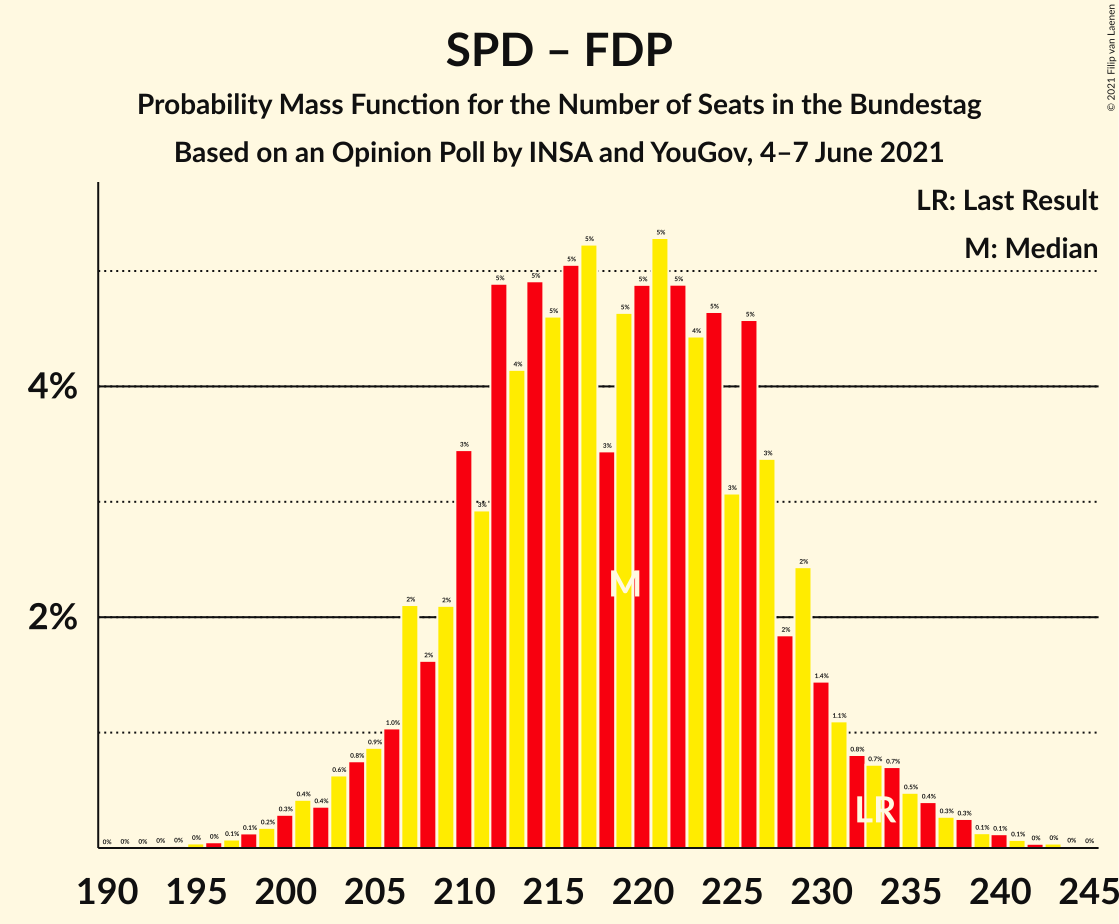 SPD – FDP
Probability Mass Function for the Number of Seats in the Bundestag
Based on an Opinion Poll by INSA and YouGov, 4–7 June 2021
© 2021 Filip van Laenen
LR: Last Result
M: Median
4%
2%
0% 0% 0% 0% 0% 0% 0% 0.1% 0.1% 0.2% 0.3% 0.4% 0.4% 0.6% 0.8% 0.9% 1.0% 2% 2% 2% 3% 3% 5% 4% 5% 5% 5% 5% 3% 5% 5% 5% 5% 4% 5% 3% 5% 3% 2% 2% 1.4% 1.1% 0.8% 0.7% 0.7% 0.5% 0.4% 0.3% 0.3% 0.1% 0.1% 0.1% 0% 0% 0% 0%
M
LR
190 195 200 205 210 215 220 225 230 235 240 245